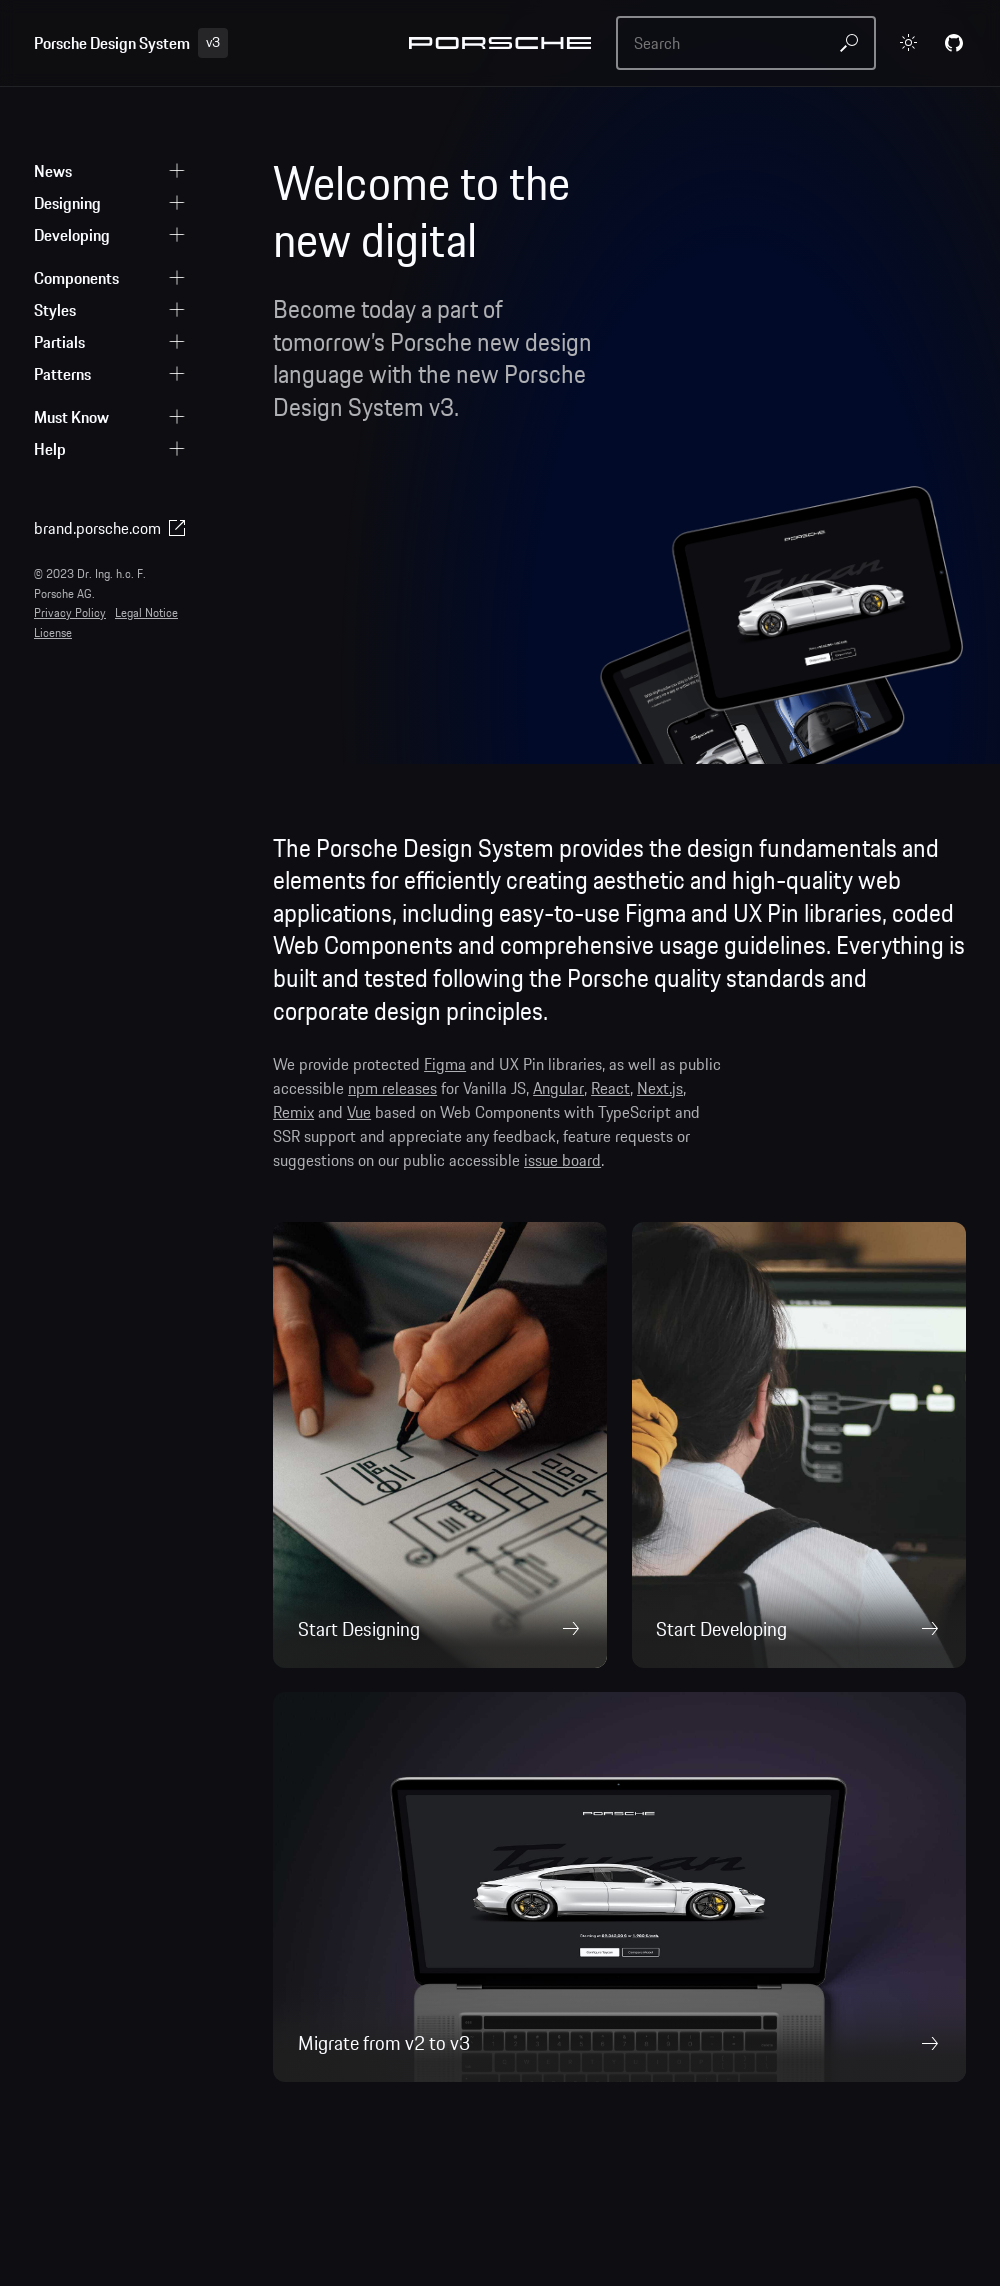 Porsche Design System v3
PORSCHE
Search
News
Designing
Developing
Components
Styles
Partials
Patterns
Must Know
Help
brand.porsche.com
© 2023 Dr. Ing. h.c. F.
Porsche AG.
Privacy Policy Legal Notice
License
Welcome to the
new digital
Become today a part of
tomorrow's Porsche new design
language with the new Porsche
Design System v3.
PORSCHE
Taycan
Taycan
The Porsche Design System provides the design fundamentals and
elements for efficiently creating aesthetic and high-quality web
applications, including easy-to-use Figma and UX Pin libraries, coded
Web Components and comprehensive usage guidelines. Everything is
built and tested following the Porsche quality standards and
corporate design principles.
We provide protected Figma and UX Pin libraries, as well as public
accessible npm releases for Vanilla JS, Angular, React, Next.js,
Remix and Vue based on Web Components with TypeScript and
SSR support and appreciate any feedback, feature requests or
suggestions on our public accessible issue board.
ASUS
Start Designing
Start Developing
PORSCHE
Taycan
Migrate from v2 to v3